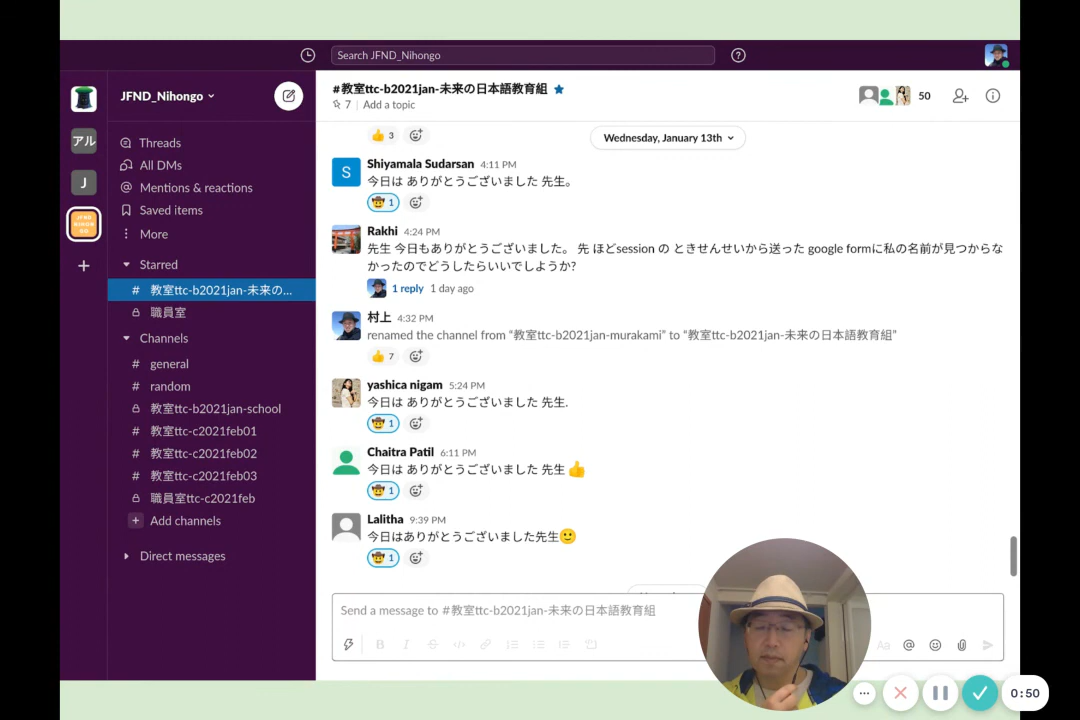 Search JFND_Nihongo
JFND_Nihongo
アル
J
JFND
NIHON
GO
Threads
All DMs
Mentions & reactions
Saved items
More
Starred
# 教室ttc-b2021jan-未来の...
職員室
Channels
# general
# random
教室ttc-b2021jan-school
# 教室ttc-c2021feb01
# 教室ttc-c2021feb02
# 教室ttc-c2021feb03
職員室ttc-c2021feb
+ Add channels
Direct messages
#教室ttc-b2021jan-未来の日本語教育組
7 | Add a topic
50
3
Wednesday, January 13th
S
Shiyamala Sudarsan 4:11 PM
今日は ありがとうございました 先生。
1
Rakhi 4:24 PM
先生 今日もありがとうございました。 先 ほどsession の ときせんせいから送った google formに私の名前が見つからな
かったのでどうしたらいいでしようか?
1 reply 1 day ago
村上 4:32 PM
renamed the channel from “教室ttc-b2021jan-murakami” to “教室ttc-b2021jan-未来の日本語教育組”
7
yashica nigam 5:24 PM
今日は ありがとうございました 先生.
1
Chaitra Patil 6:11 PM
今日は ありがとうございました 先生 👍
1
Lalitha 9:39 PM
今日はありがとうございました先生🙂
1
Send a message to #教室ttc-b2021jan-未来の日本語教育組
B I S </>
Aa @
0:50